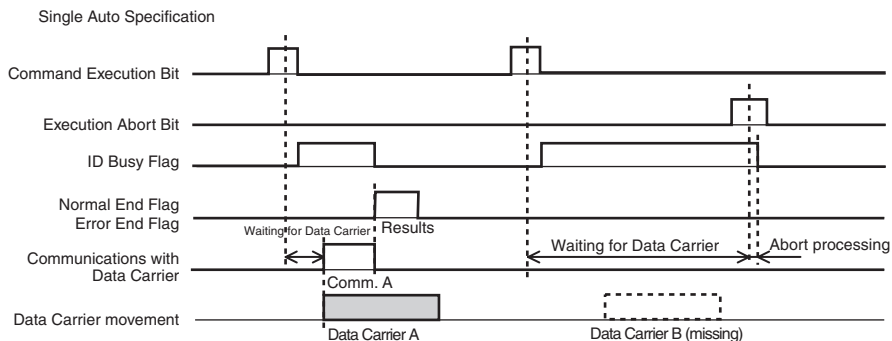 Single Auto Specification
Command Execution Bit
Execution Abort Bit
ID Busy Flag
Normal End Flag
Error End Flag
Waiting for Data Carrier
Results
Communications with
Data Carrier
Waiting for Data Carrier
Abort processing
Comm. A
Data Carrier movement
Data Carrier A
Data Carrier B (missing)